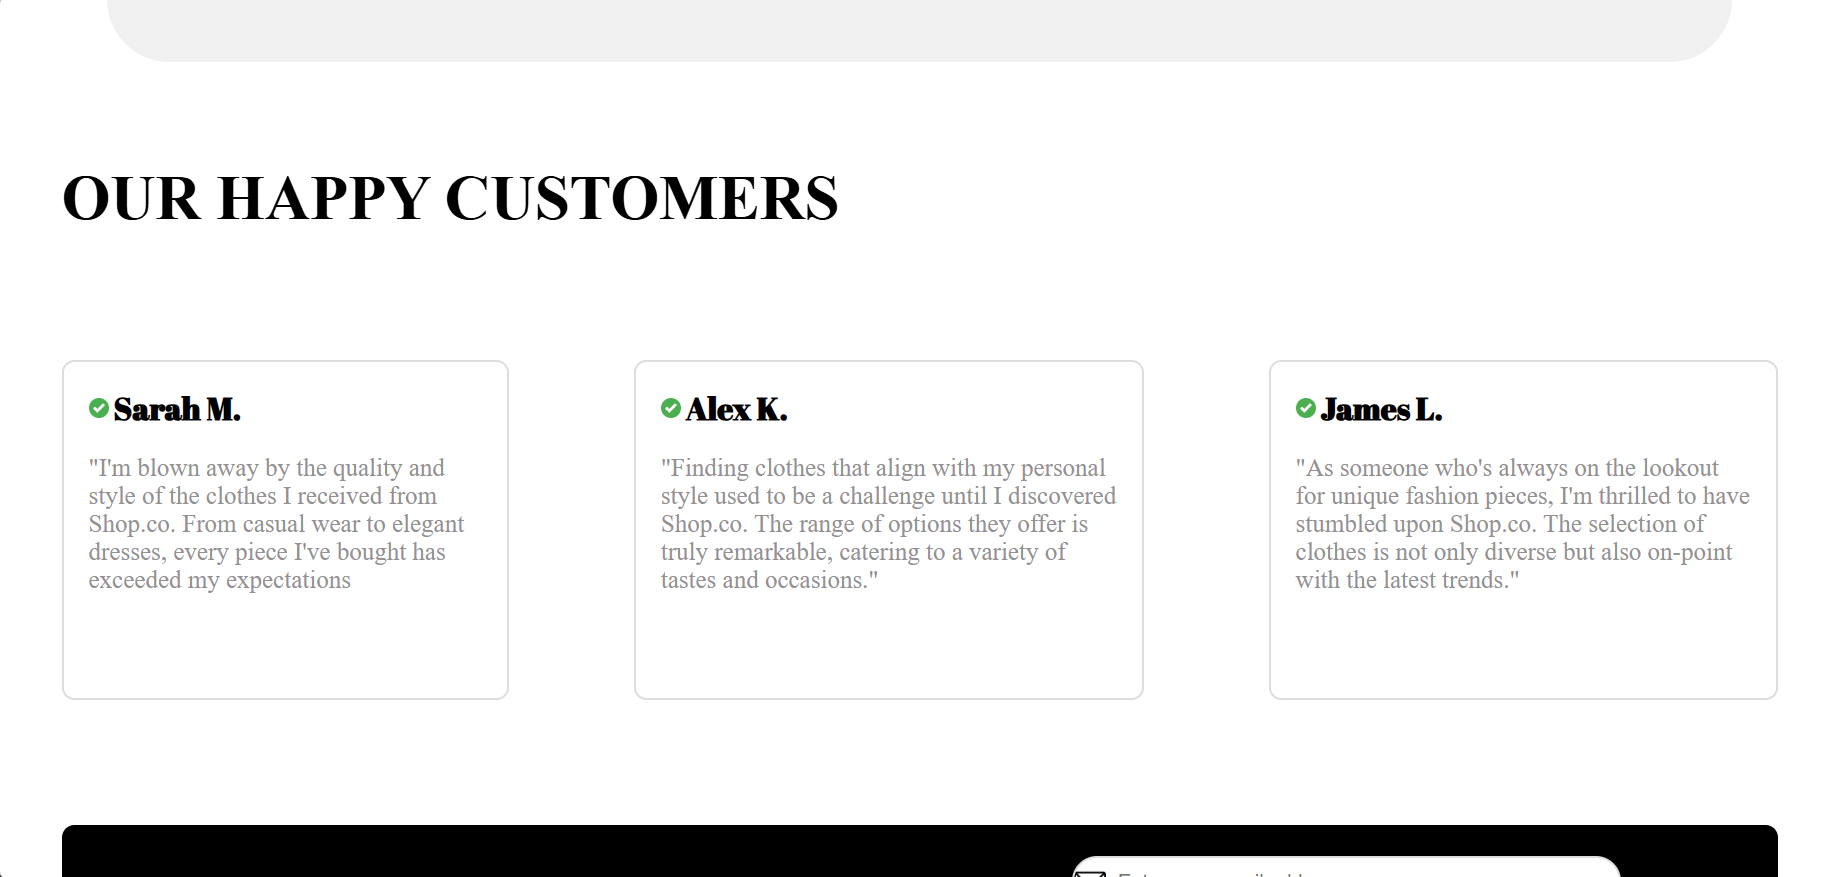 OUR HAPPY CUSTOMERS
Sarah M.
"I'm blown away by the quality and
style of the clothes I received from
Shop.co. From casual wear to elegant
dresses, every piece I've bought has
exceeded my expectations
Alex K.
"Finding clothes that align with my personal
style used to be a challenge until I discovered
Shop.co. The range of options they offer is
truly remarkable, catering to a variety of
tastes and occasions."
James L.
"As someone who's always on the lookout
for unique fashion pieces, I'm thrilled to have
stumbled upon Shop.co. The selection of
clothes is not only diverse but also on-point
with the latest trends."